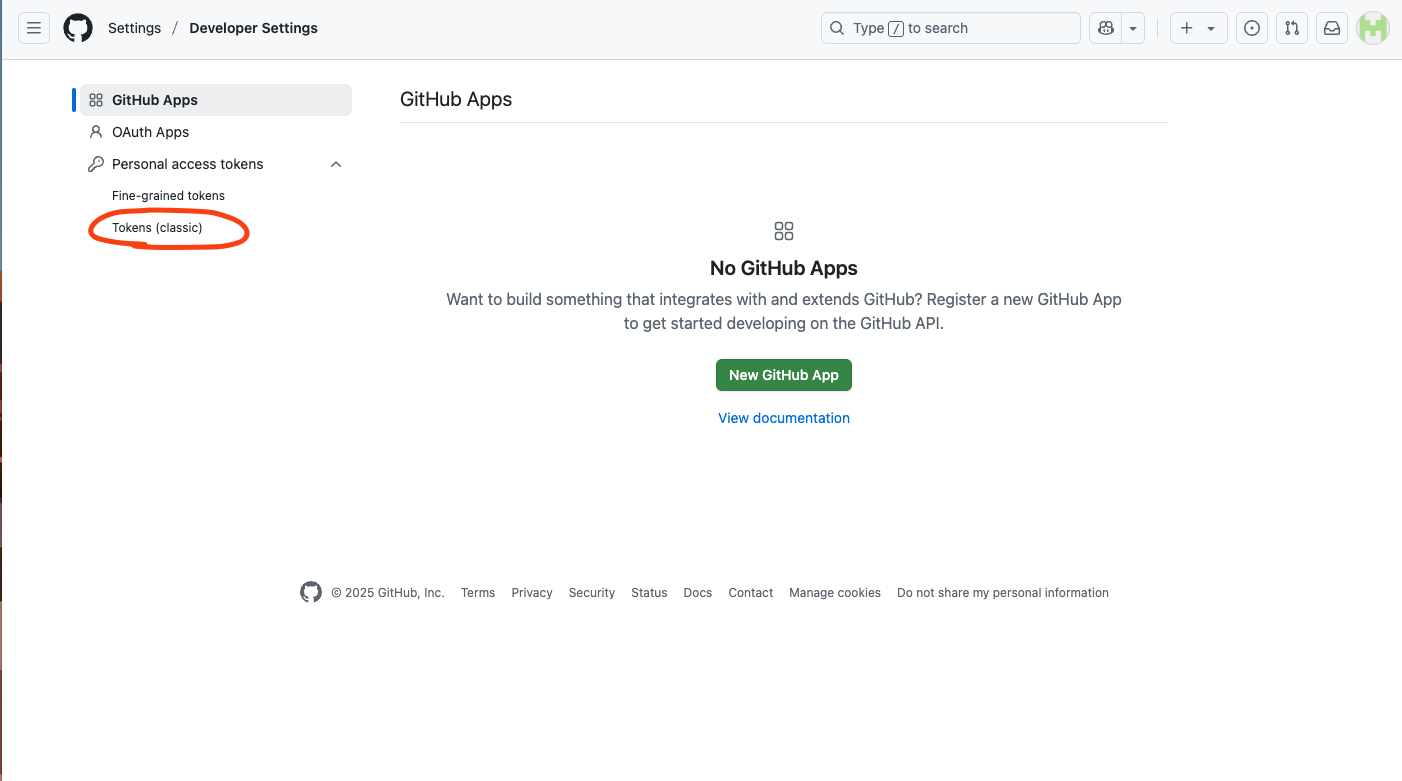 Settings / Developer Settings
Type / to search
GitHub Apps
OAuth Apps
Personal access tokens
Fine-grained tokens
Tokens (classic)
GitHub Apps
No GitHub Apps
Want to build something that integrates with and extends GitHub? Register a new GitHub App
to get started developing on the GitHub API.
New GitHub App
View documentation
© 2025 GitHub, Inc. Terms Privacy Security Status Docs Contact Manage cookies Do not share my personal information